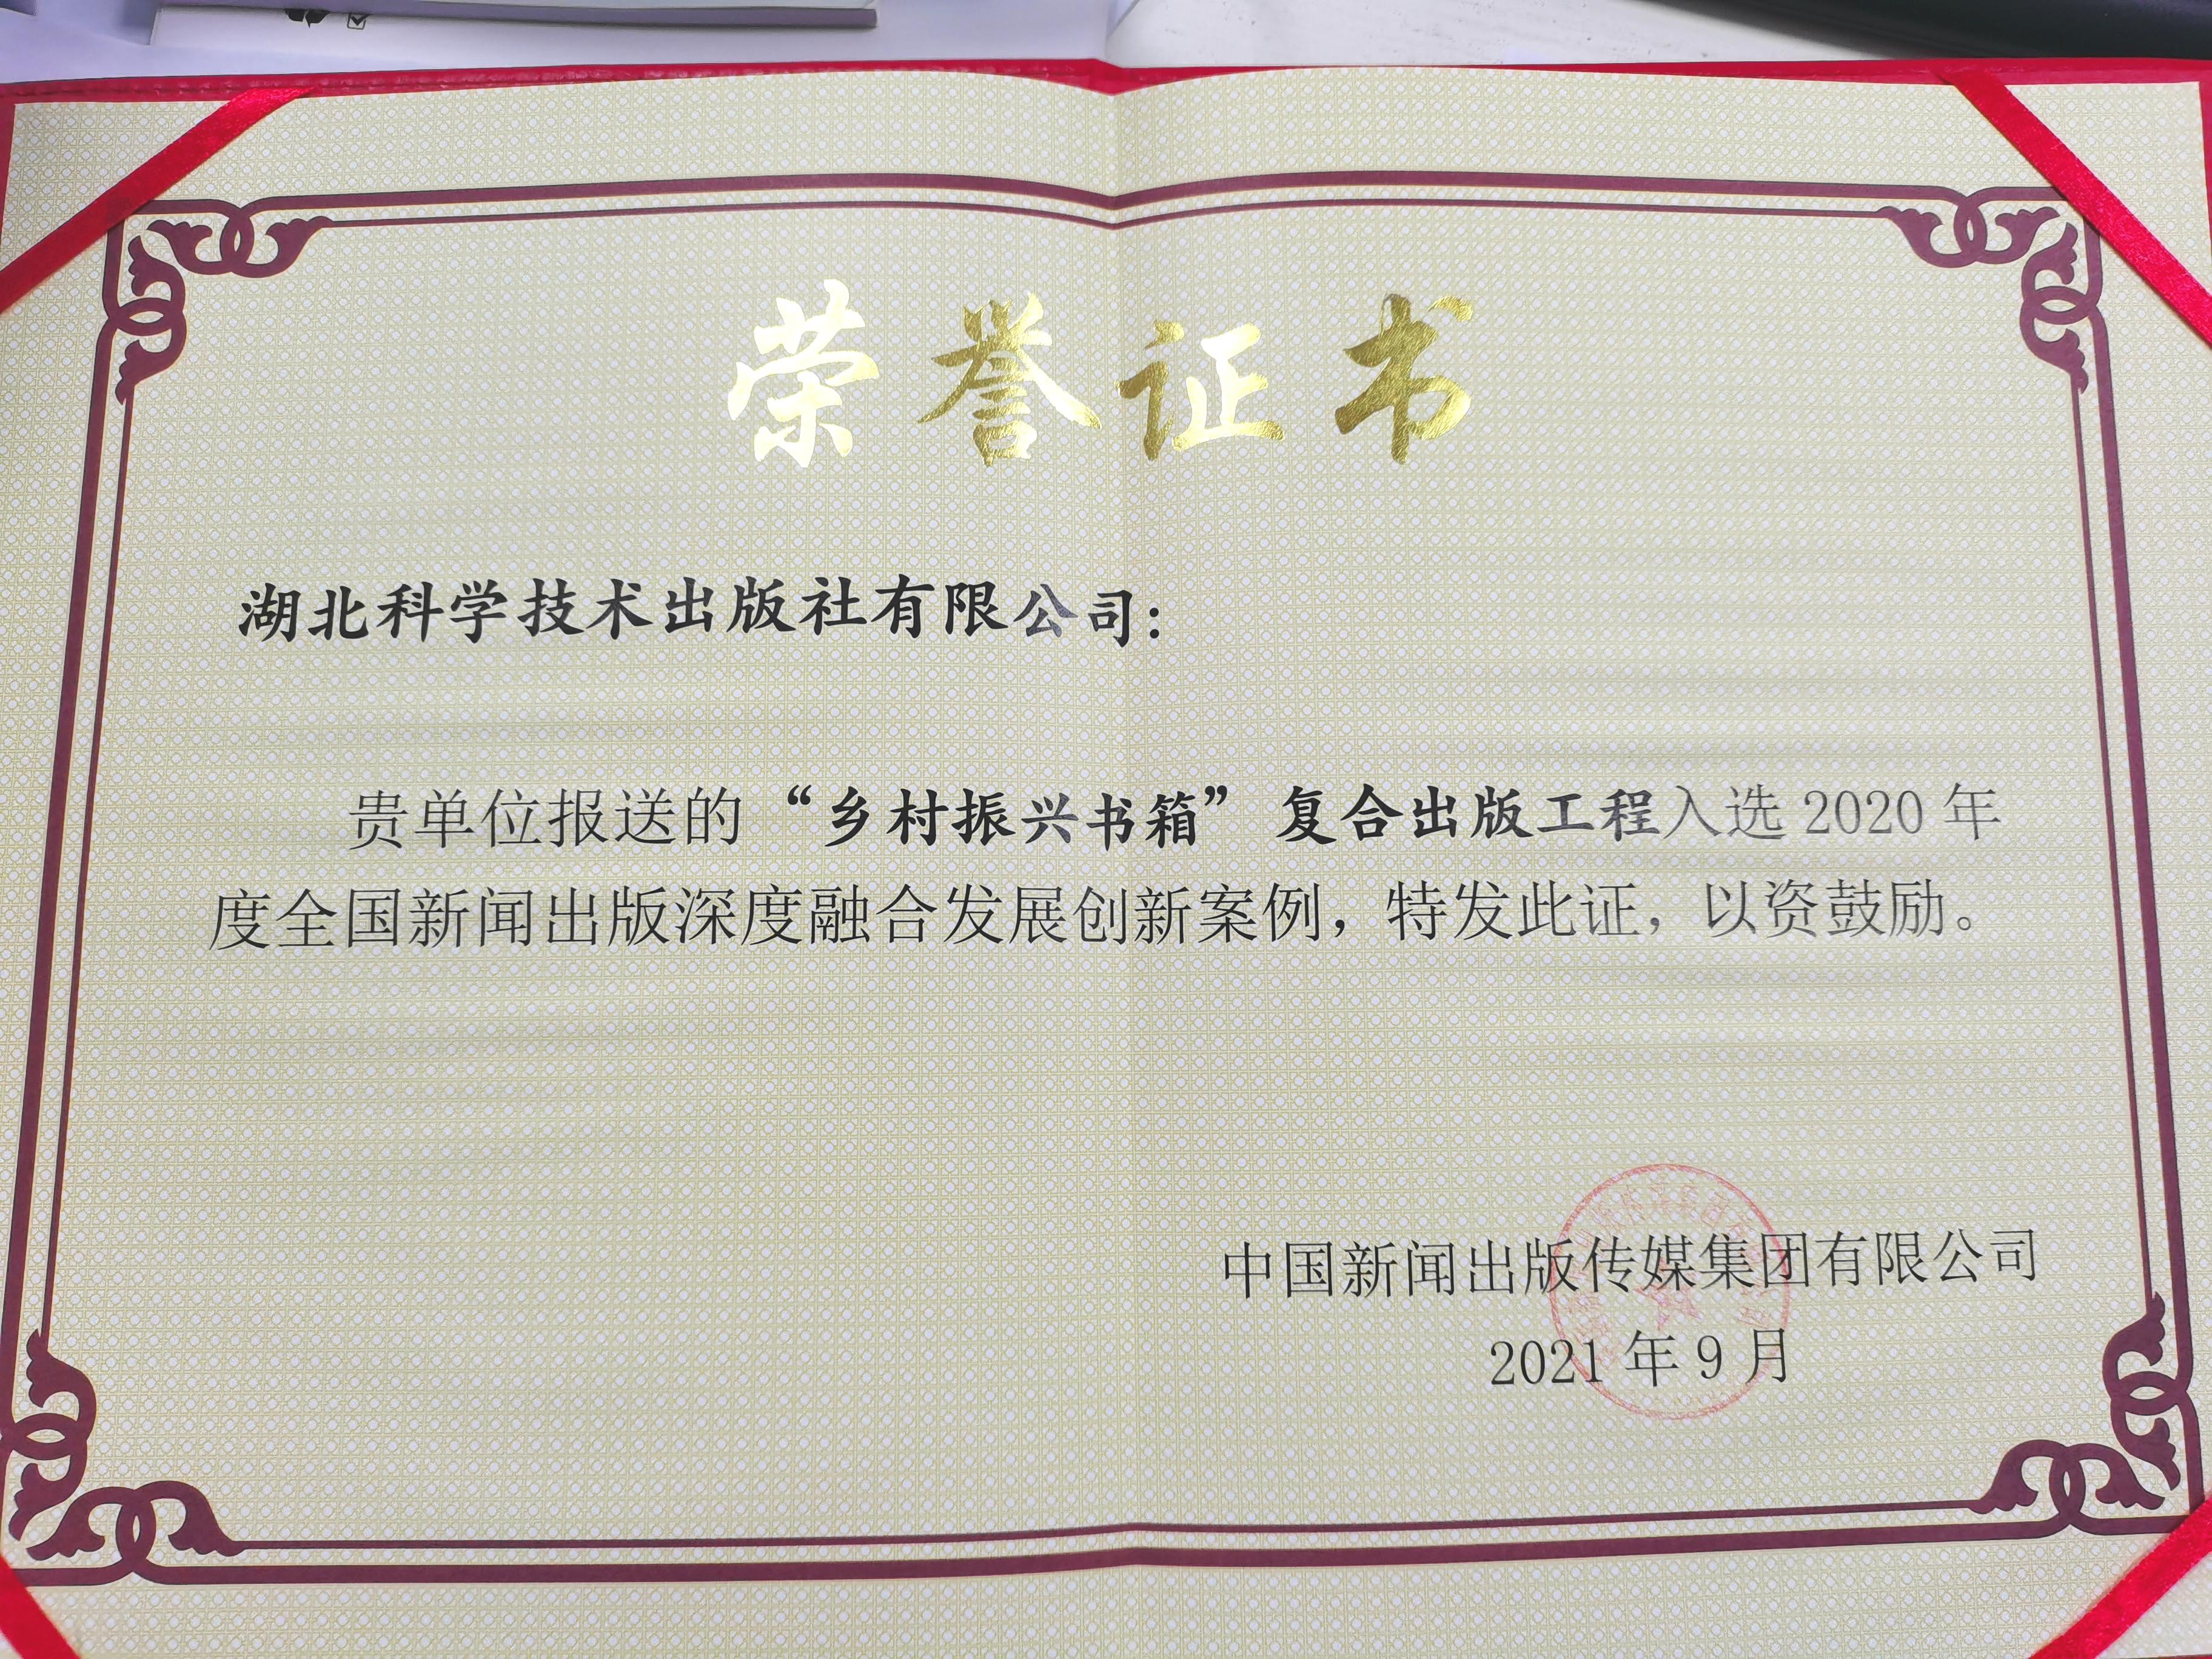 荣誉证书
湖北科学技术出版社有限公司：
贵单位报送的“乡村振兴书箱”复合出版工程入选2020年
度全国新闻出版深度融合发展创新案例，特发此证，以资鼓励。
中国新闻出版传媒集团有限公司
2021年9月